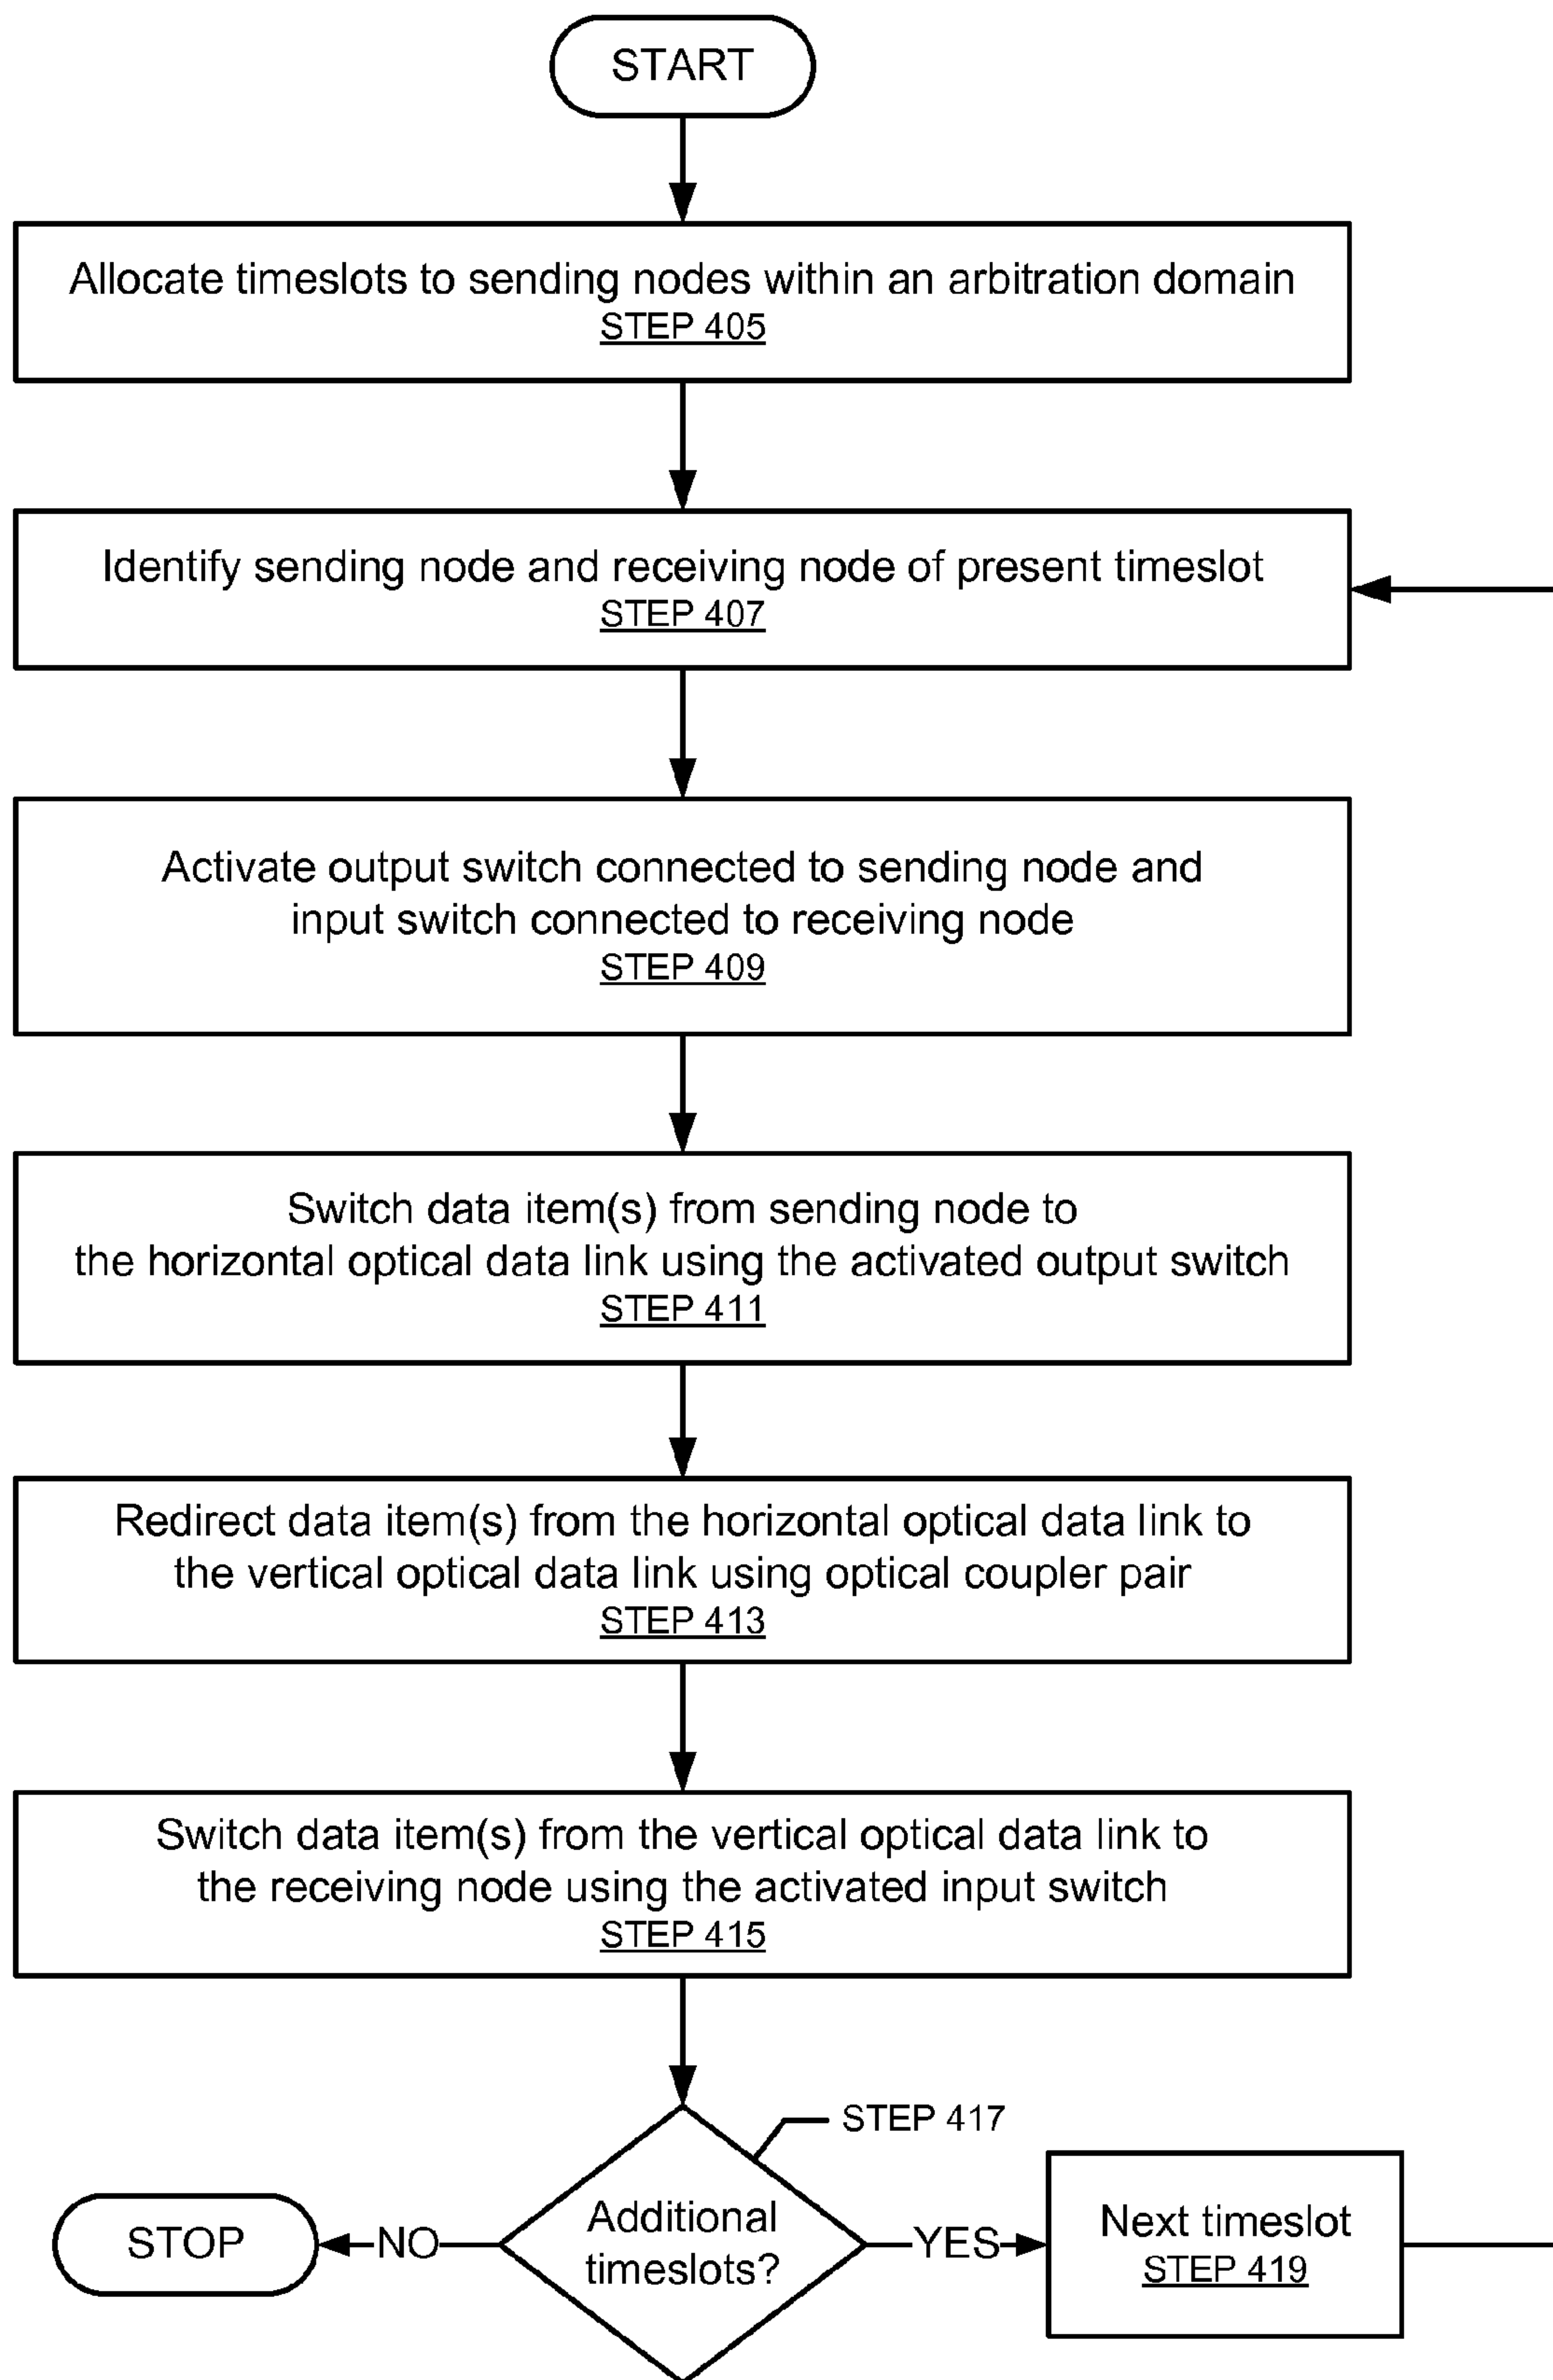 START
Allocate timeslots to sending nodes within an arbitration domain
STEP 405
Identify sending node and receiving node of present timeslot
STEP 407
Activate output switch connected to sending node and
input switch connected to receiving node
STEP 409
Switch data item(s) from sending node to
the horizontal optical data link using the activated output switch
STEP 411
Redirect data item(s) from the horizontal optical data link to
the vertical optical data link using optical coupler pair
STEP 413
Switch data item(s) from the vertical optical data link to
the receiving node using the activated input switch
STEP 415
STEP 417
Additional
timeslots?
NO
STOP
YES
Next timeslot
STEP 419